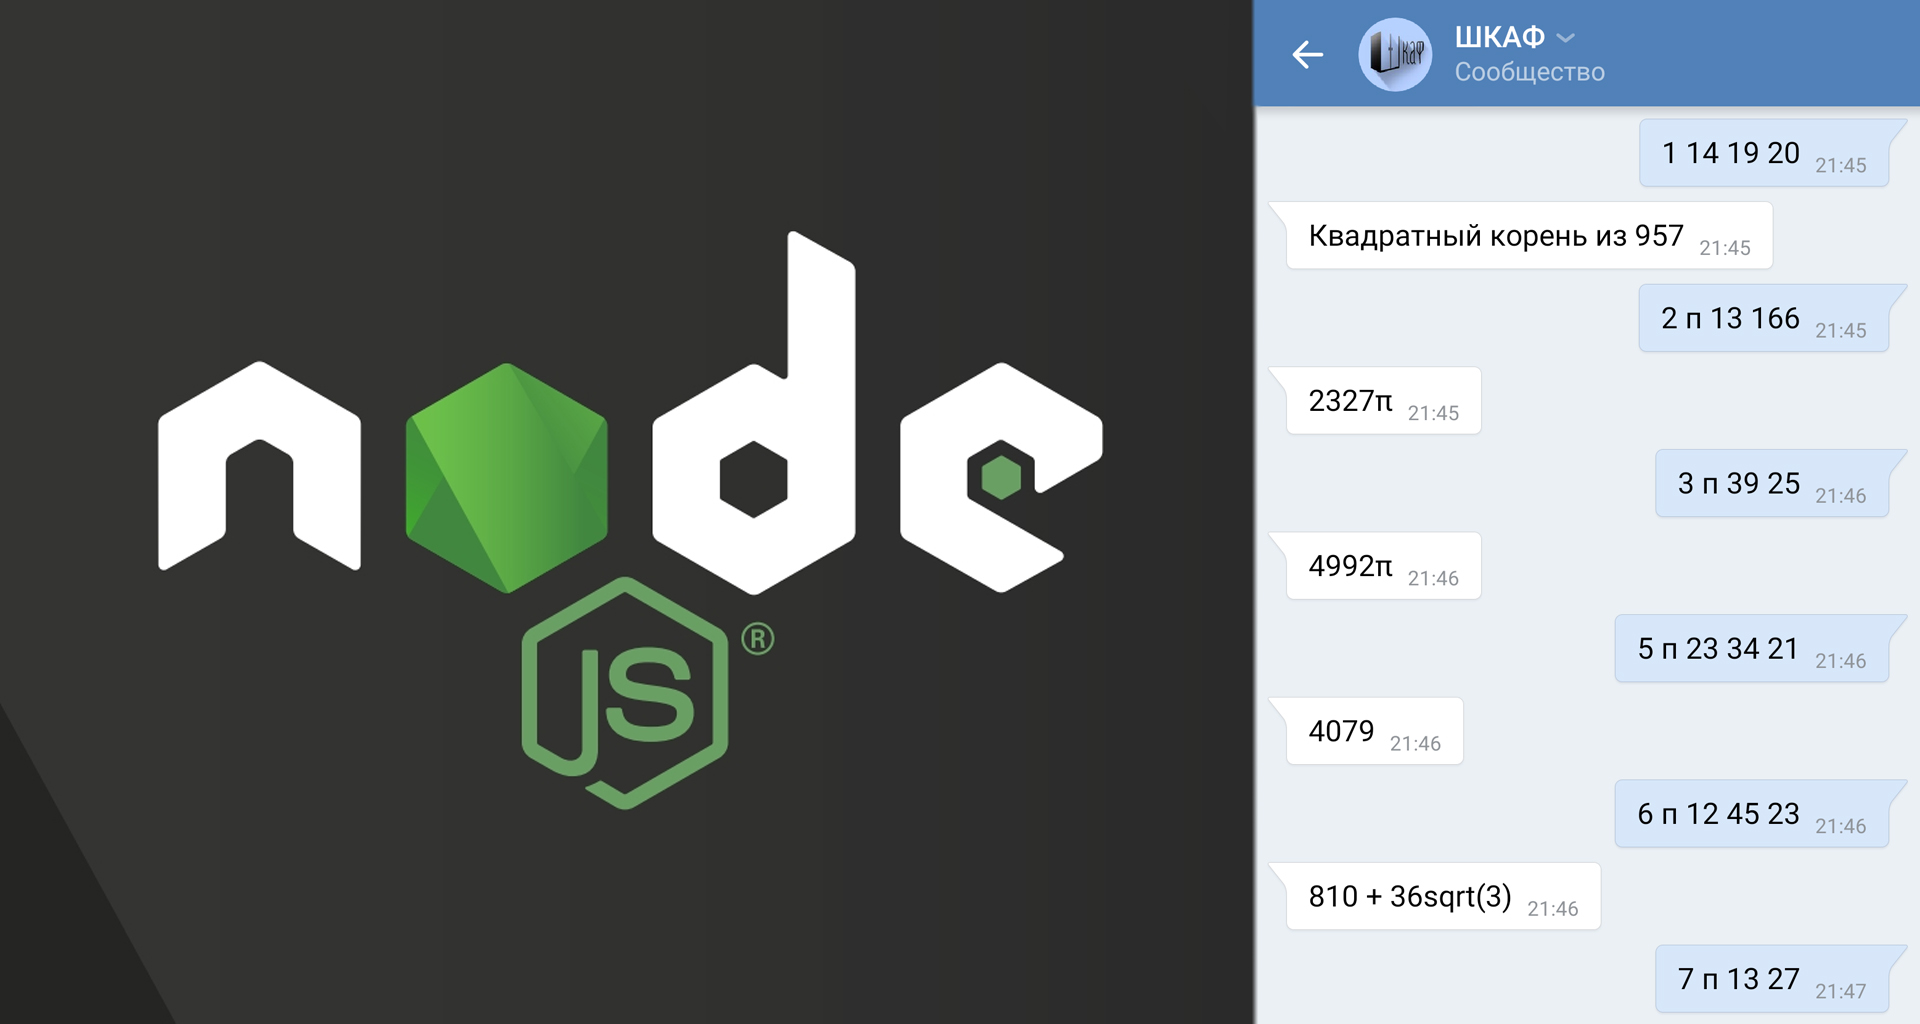 node
JS ®
ШКАФ
Сообщество
Шкаф
1 14 19 20 21:45
Квадратный корень из 957 21:45
2 п 13 166 21:45
2327π 21:45
3 п 39 25 21:46
4992π 21:46
5 п 23 34 21 21:46
4079 21:46
6 п 12 45 23 21:46
810 + 36sqrt(3) 21:46
7 п 13 27 21:47